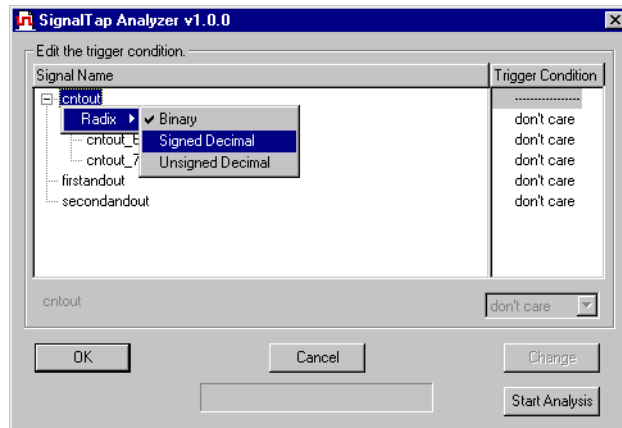 SignalTap Analyzer v1.0.0
Edit the trigger condition.
Signal Name Trigger Condition
cntout ----------------
Radix ✔ Binary don't care
Signed Decimal don't care
cntout_7 Unsigned Decimal don't care
firstandout don't care
secondandout don't care
cntout don't care
OK Cancel Change
Start Analysis